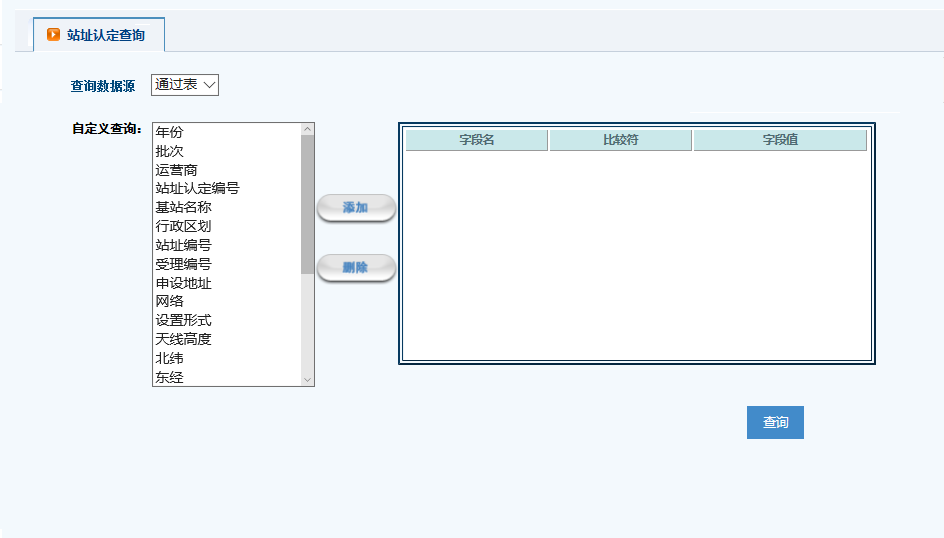 站址认定查询
查询数据源 通过表
自定义查询:
年份
批次
运营商
站址认定编号
基站名称
行政区划
站址编号
受理编号
申设地址
网络
设置形式
天线高度
北纬
东经
添加
删除
字段名 比较符 字段值
查询